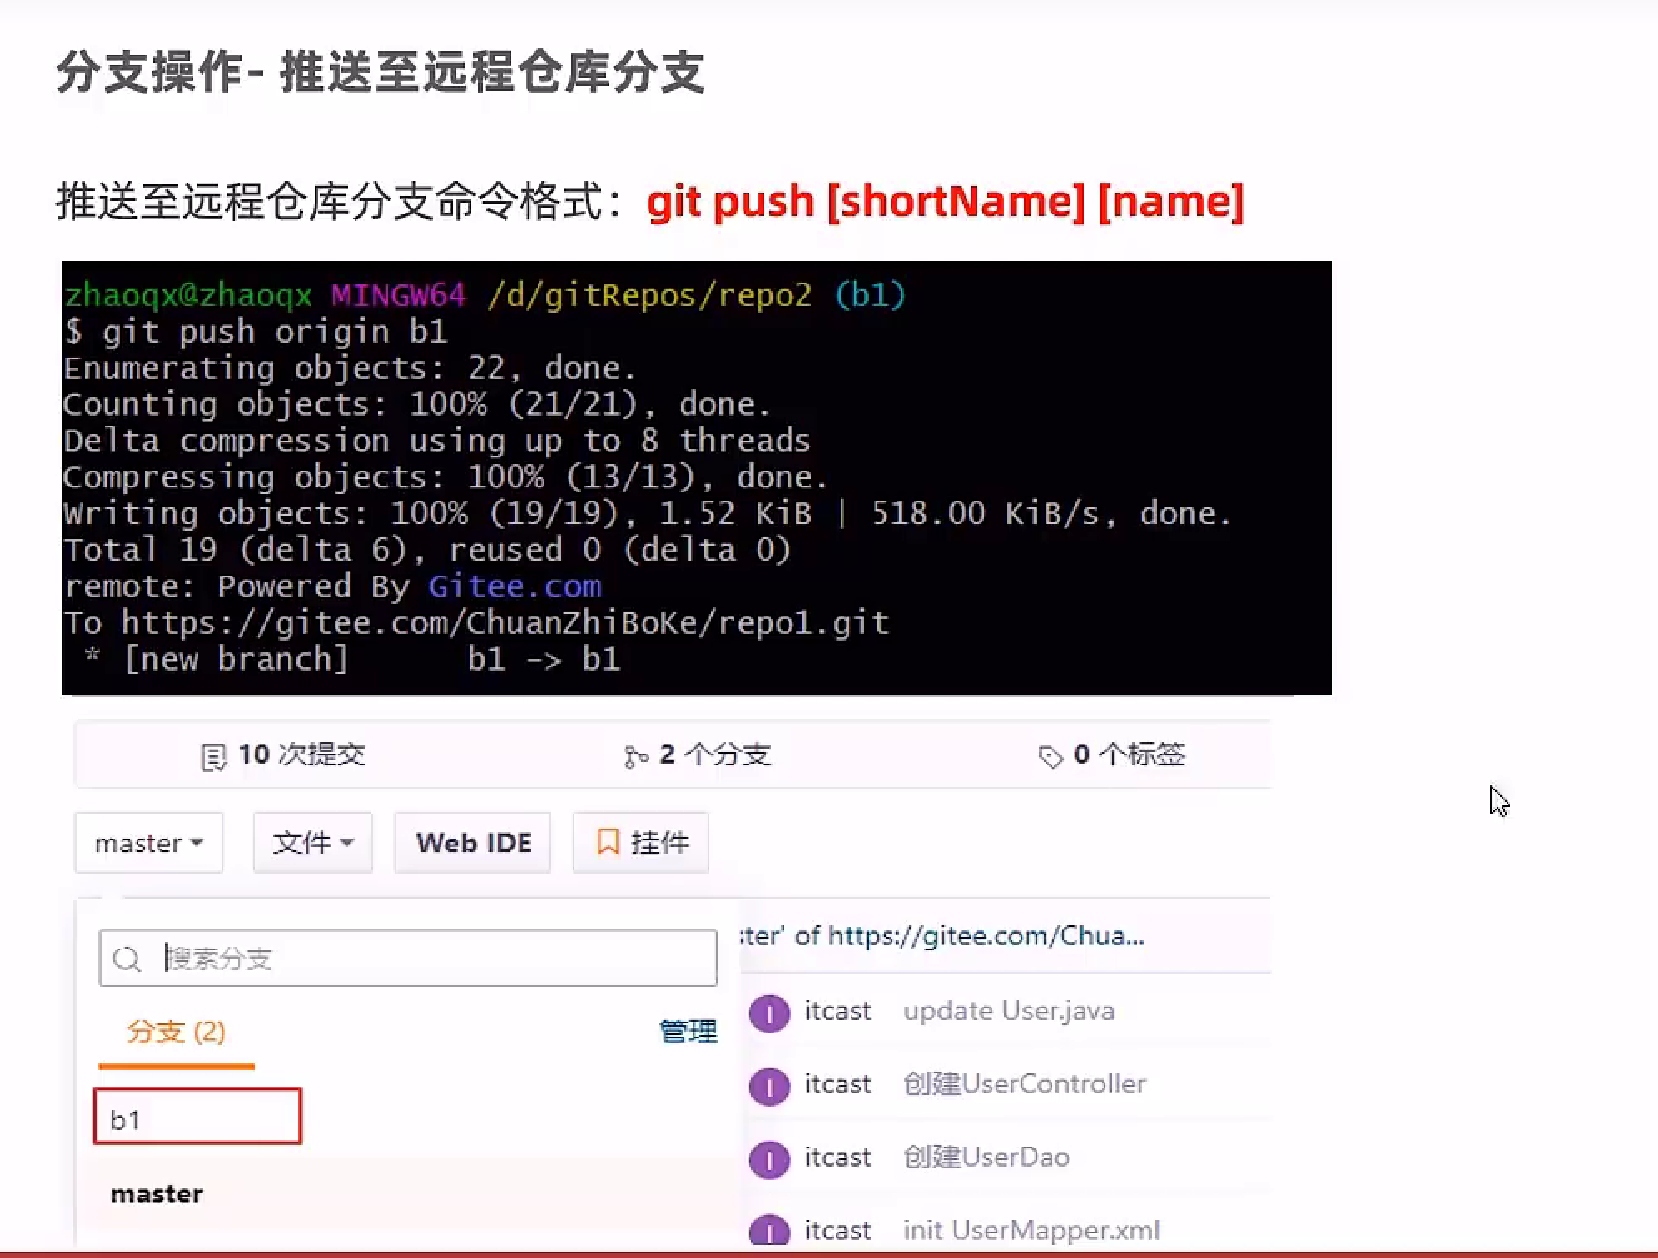 分支操作- 推送至远程仓库分支
推送至远程仓库分支命令格式：git push [shortName] [name]
zhaoqx@zhaoqx MINGW64 /d/gitRepos/repo2 (b1)
$ git push origin b1
Enumerating objects: 22, done.
Counting objects: 100% (21/21), done.
Delta compression using up to 8 threads
Compressing objects: 100% (13/13), done.
Writing objects: 100% (19/19), 1.52 KiB | 518.00 KiB/s, done.
Total 19 (delta 6), reused 0 (delta 0)
remote: Powered By Gitee.com
To https://gitee.com/ChuanZhiBoKe/repo1.git
 * [new branch]      b1 -> b1
10 次提交 2 个分支 0 个标签
master 文件 Web IDE 挂件
搜索分支
分支 (2) 管理
b1
master
ster' of https://gitee.com/Chua...
I itcast update User.java
I itcast 创建UserController
I itcast 创建UserDao
I itcast init UserMapper.xml